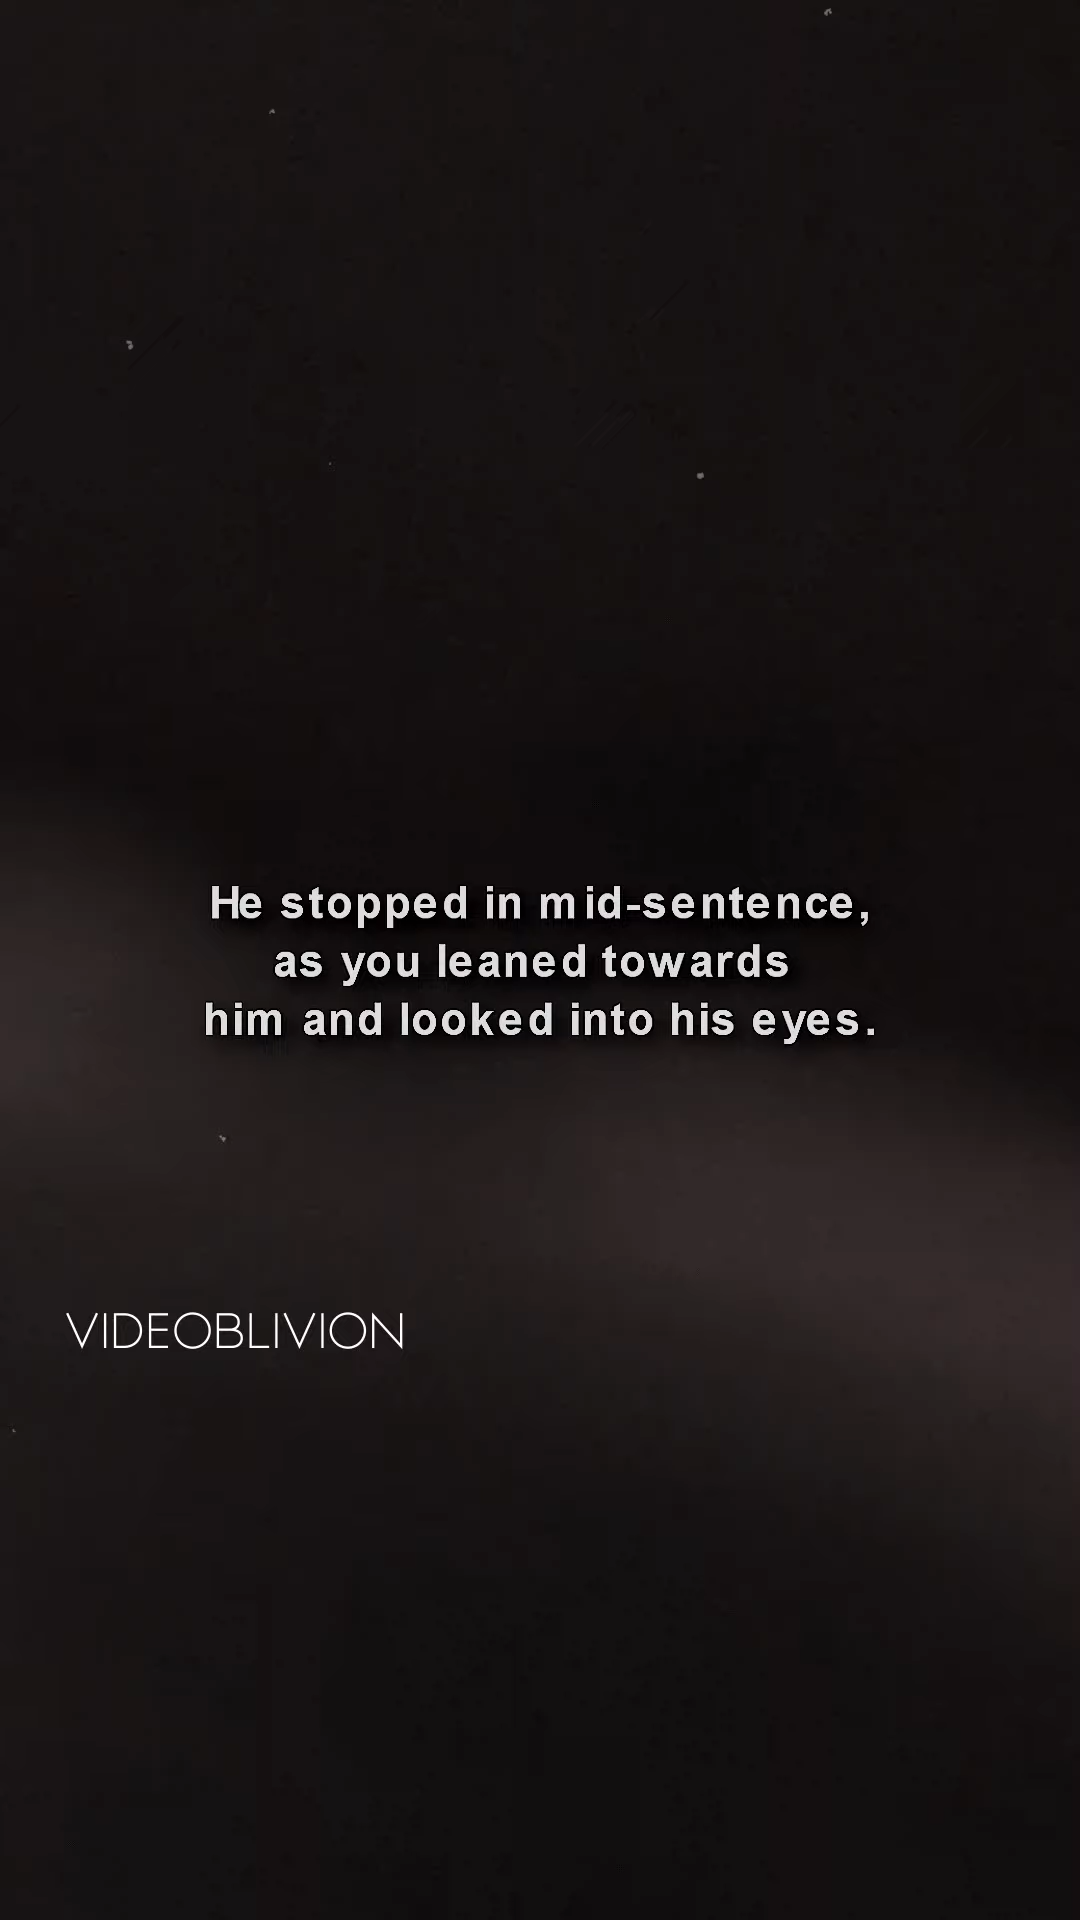 He stopped in mid-sentence,
as you leaned towards
him and looked into his eyes.
VIDEOBLIVION